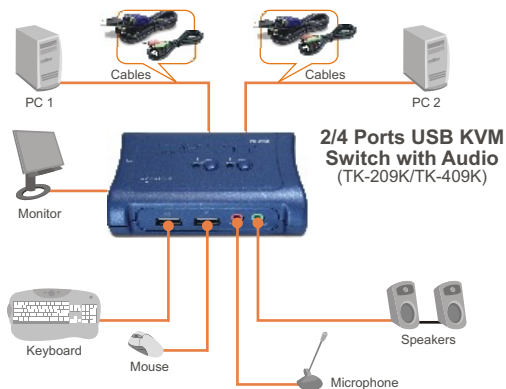 Cables
Cables
PC 1
PC 2
2/4 Ports USB KVM
Switch with Audio
(TK-209K/TK-409K)
Monitor
Keyboard
Mouse
Microphone
Speakers